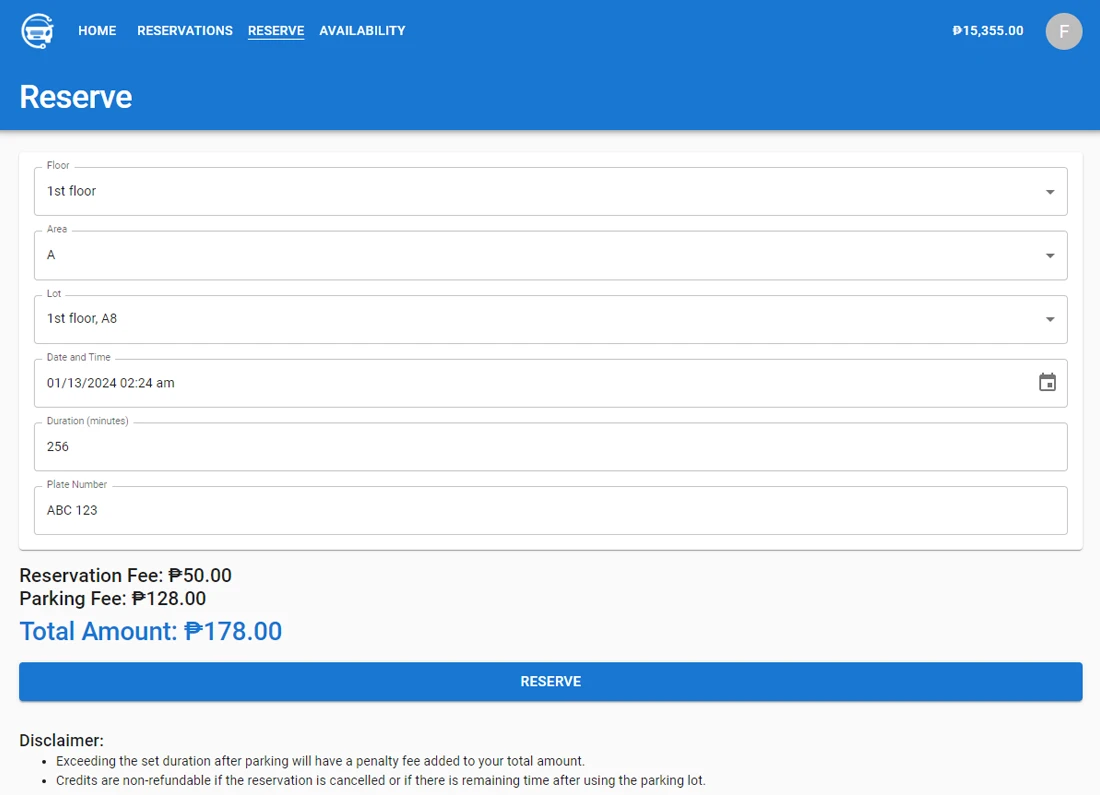 HOME RESERVATIONS RESERVE AVAILABILITY ₱15,355.00 F
Reserve
Floor
1st floor
Area
A
Lot
1st floor, A8
Date and Time
01/13/2024 02:24 am
Duration (minutes)
256
Plate Number
ABC 123
Reservation Fee: ₱50.00
Parking Fee: ₱128.00
Total Amount: ₱178.00
RESERVE
Disclaimer:
• Exceeding the set duration after parking will have a penalty fee added to your total amount.
• Credits are non-refundable if the reservation is cancelled or if there is remaining time after using the parking lot.